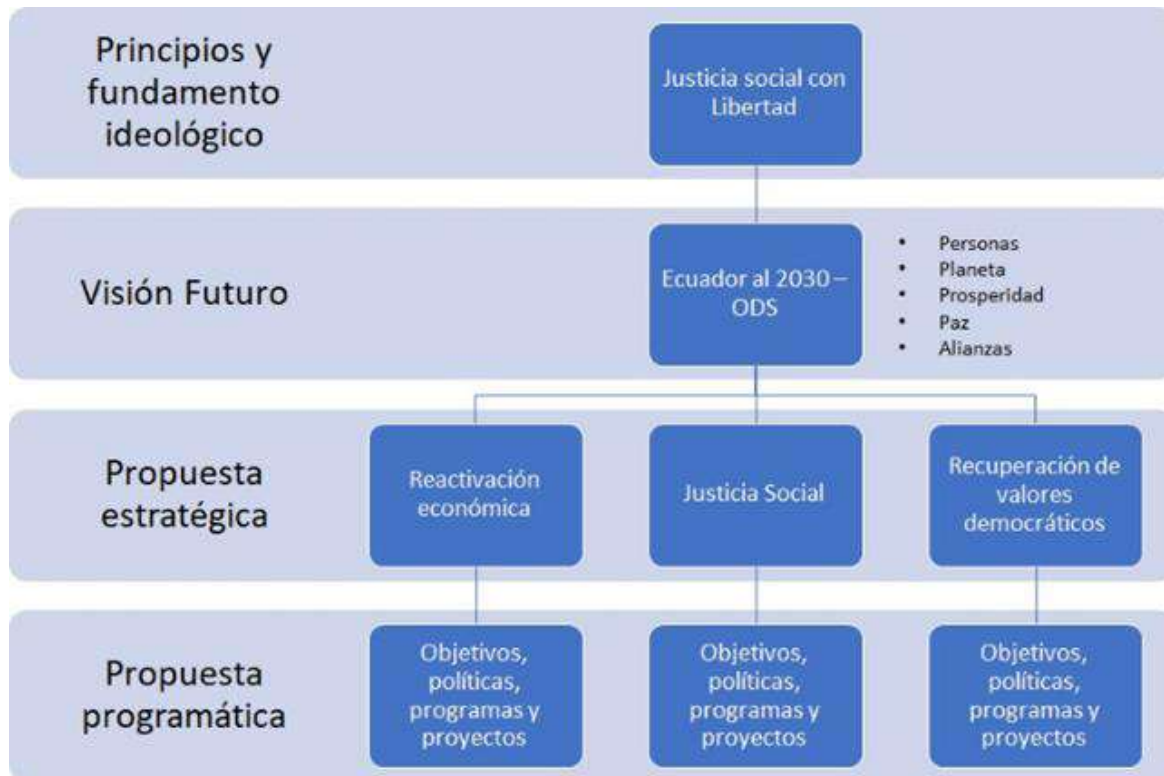 Principios y
fundamento
ideológico
Justicia social con
Libertad
Visión Futuro
Ecuador al 2030 –
ODS
• Personas
• Planeta
• Prosperidad
• Paz
• Alianzas
Propuesta
estratégica
Reactivación
económica
Justicia Social
Recuperación de
valores
democráticos
Propuesta
programática
Objetivos,
políticas,
programas y
proyectos
Objetivos,
políticas,
programas y
proyectos
Objetivos,
políticas,
programas y
proyectos